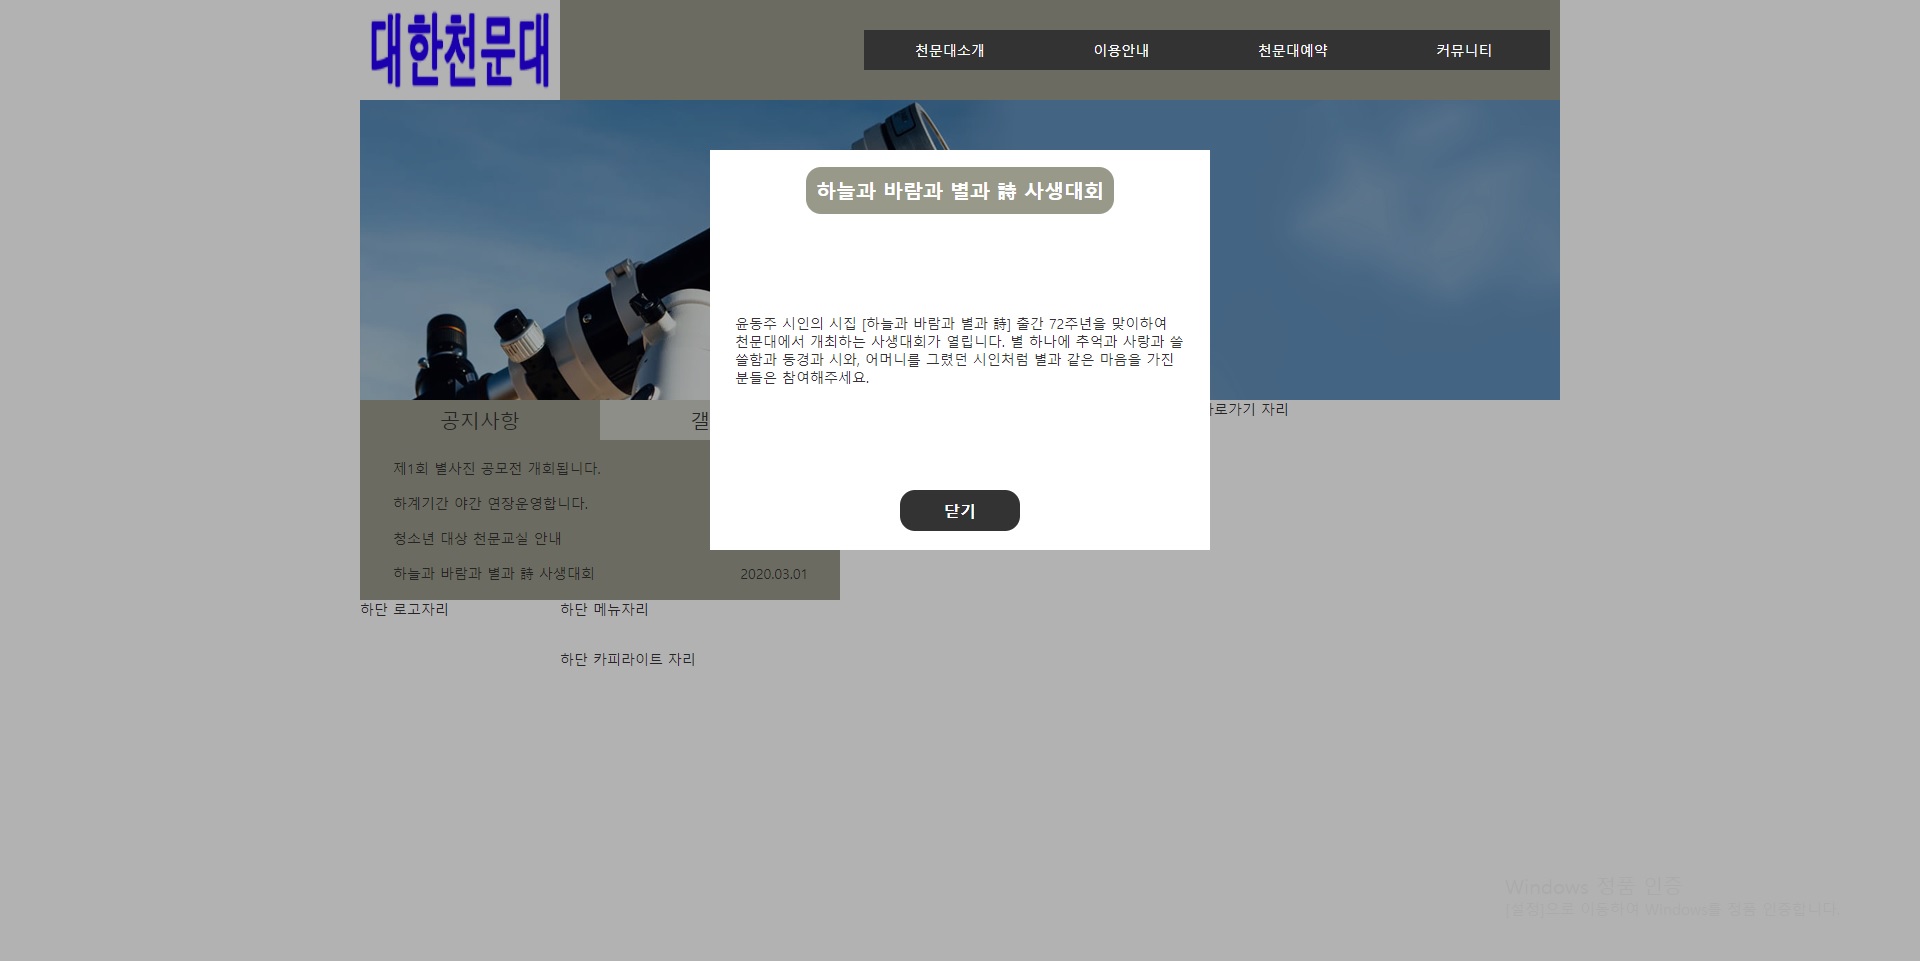 대한천문대
천문대소개
이용안내
천문대예약
커뮤니티
하늘과 바람과 별과 詩 사생대회
윤동주 시인의 시집 [하늘과 바람과 별과 詩] 출간 72주년을 맞이하여
천문대에서 개최하는 사생대회가 열립니다. 별 하나에 추억과 사랑과 쓸
쓸함과 동경과 시와, 어머니를 그렸던 시인처럼 별과 같은 마음을 가진
분들은 참여해주세요.
닫기
공지사항
갤
로가기 자리
제1회 별사진 공모전 개최됩니다.
하계기간 야간 연장운영합니다.
청소년 대상 천문교실 안내
하늘과 바람과 별과 詩 사생대회
2020.03.01
하단 로고자리
하단 메뉴자리
하단 카피라이트 자리
Windows 정품 인증
[설정]으로 이동하여 Windows를 정품 인증합니다.